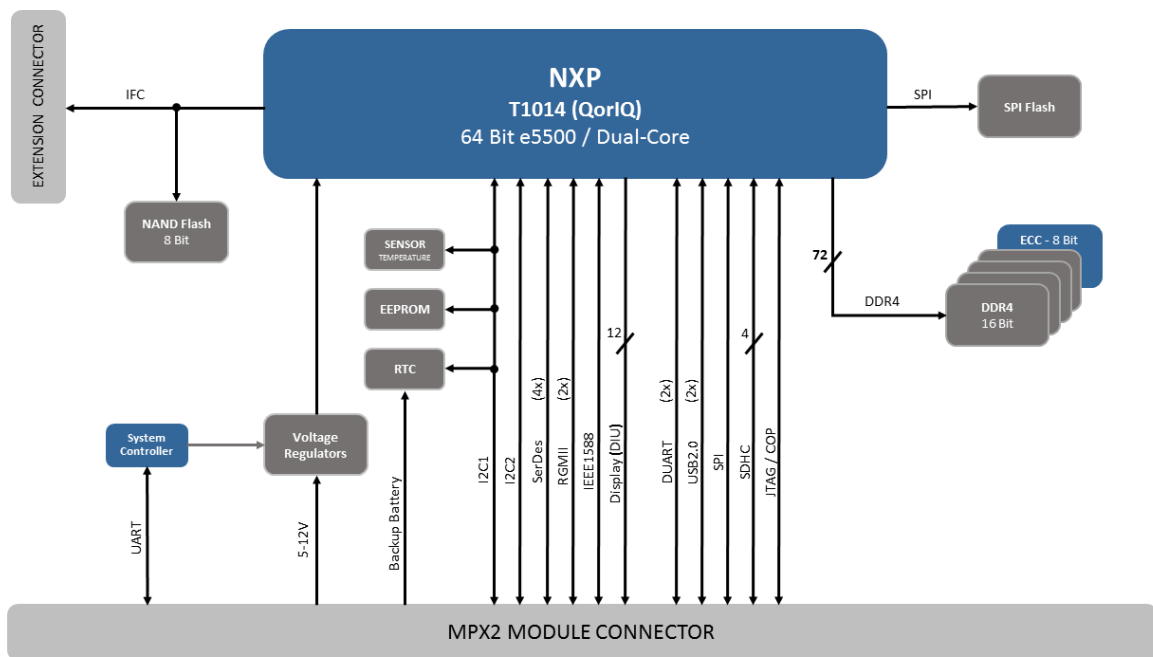 EXTENSION CONNECTOR
IFC
NXP
T1014 (QorIQ)
64 Bit e5500 / Dual-Core
SPI
SPI Flash
NAND Flash
8 Bit
SENSOR
TEMPERATURE
EEPROM
RTC
72
ECC - 8 Bit
DDR4
DDR4
16 Bit
12
4
System
Controller
Voltage
Regulators
UART
5-12V
Backup Battery
I2C1
I2C2
SerDes (4x)
RGMII (2x)
IEEE1588
Display (DIU)
DUART (2x)
USB2.0 (2x)
SPI
SDHC
JTAG / COP
MPX2 MODULE CONNECTOR